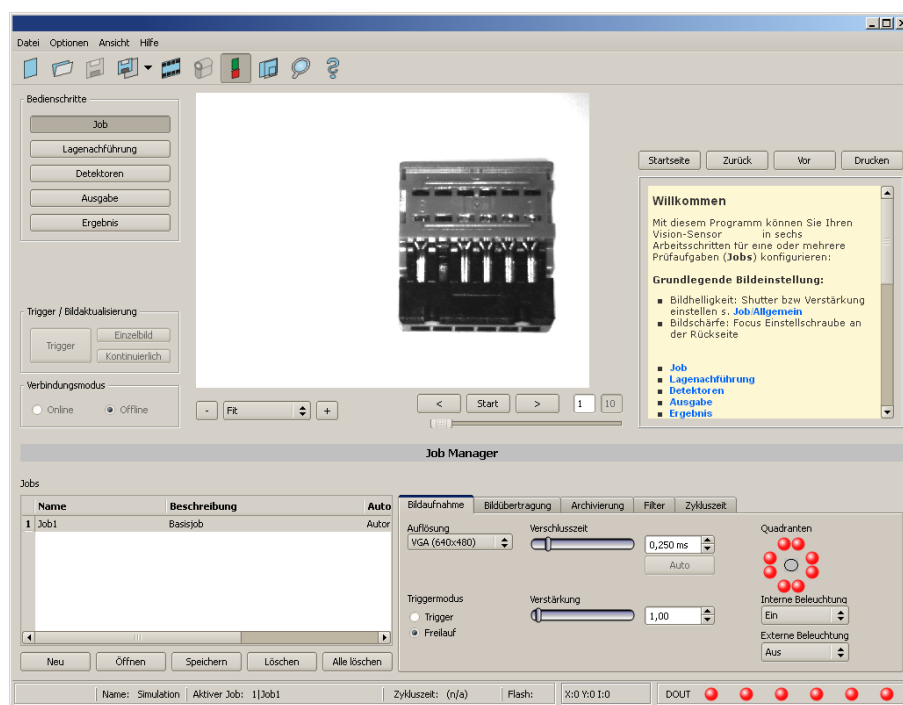 Datei Optionen Ansicht Hilfe
Bedienschritte
Job
Lagenachführung
Detektoren
Ausgabe
Ergebnis
Trigger / Bildaktualisierung
Trigger
Einzelbild
Kontinuierlich
Verbindungsmodus
Online Offline
- Fit +
< Start > 1 10
Startseite Zurück Vor Drucken
Willkommen
Mit diesem Programm können Sie Ihren
Vision-Sensor in sechs
Arbeitsschritten für eine oder mehrere
Prüfaufgaben (Jobs) konfigurieren:
Grundlegende Bildeinstellung:
Bildhelligkeit: Shutter bzw Verstärkung
einstellen s. Job/Allgemein
Bildschärfe: Focus Einstellschraube an
der Rückseite
Job
Lagenachführung
Detektoren
Ausgabe
Ergebnis
Job Manager
Jobs
Name Beschreibung Auto
1 Job1 Basisjob Autor
Neu Öffnen Speichern Löschen Alle löschen
Bildaufnahme Bildübertragung Archivierung Filter Zykluszeit
Auflösung Verschlusszeit Quadranten
VGA (640x480) 0,250 ms
Auto
Triggermodus Verstärkung Interne Beleuchtung
Trigger 1,00 Ein
Freilauf Externe Beleuchtung
Aus
Name: Simulation Aktiver Job: 1|Job1 Zykluszeit: (n/a) Flash: X:0 Y:0 I:0 DOUT